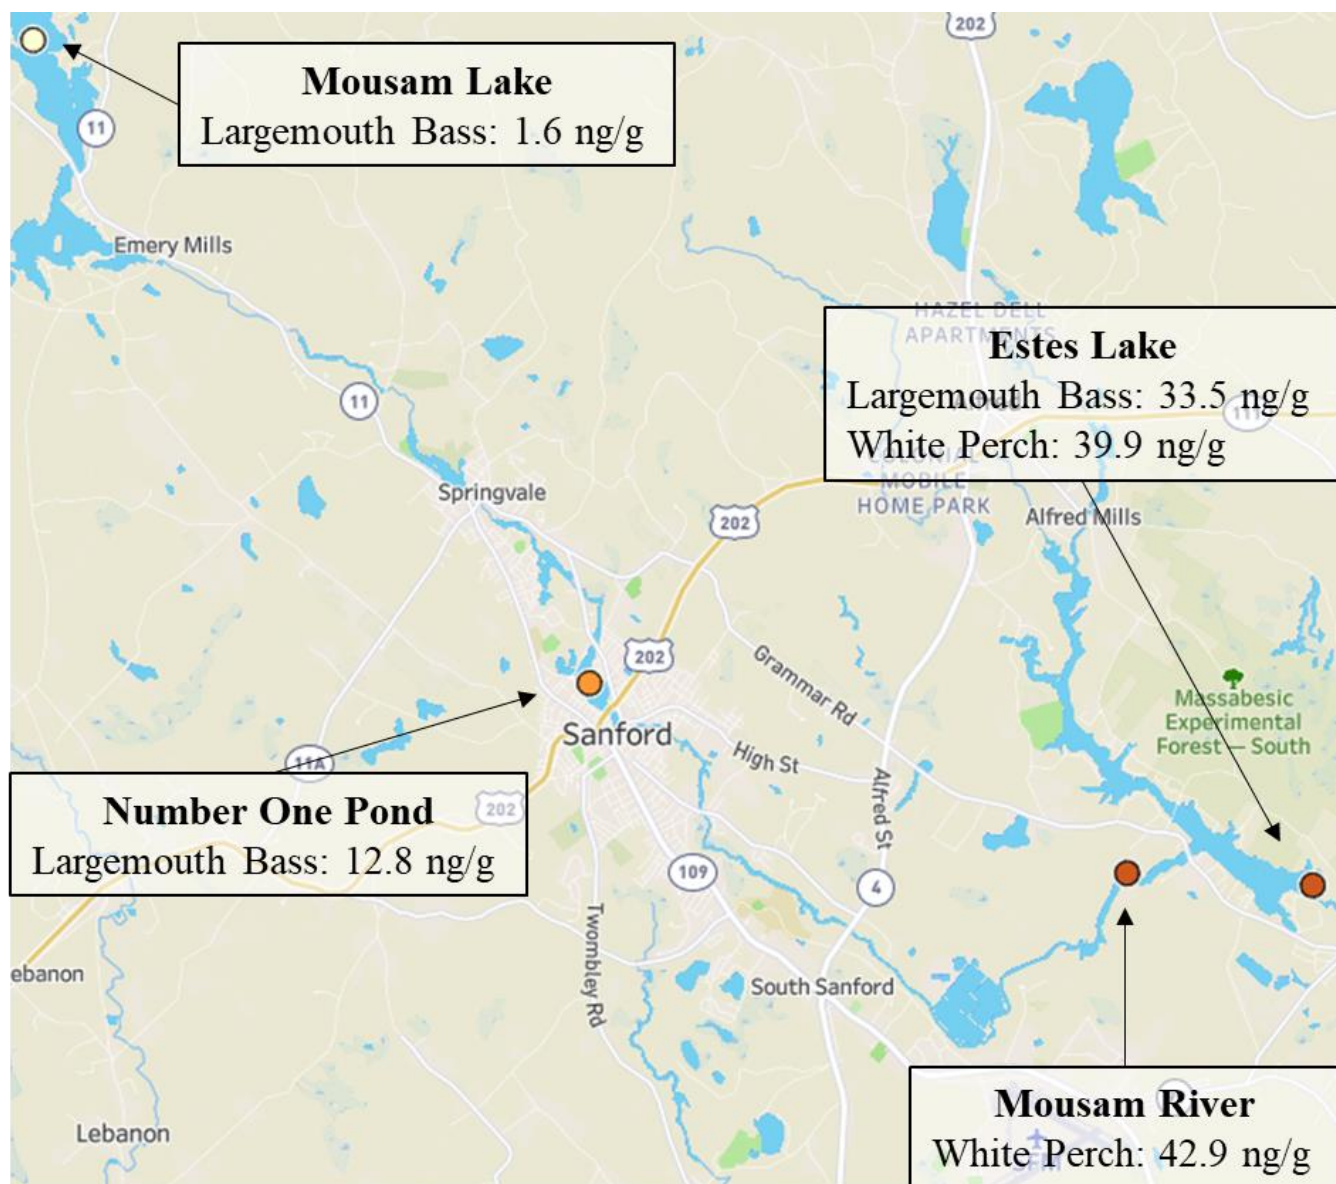 202
Mousam Lake
Largemouth Bass: 1.6 ng/g
11
Emery Mills
HAZEL DELL
APARTMENTS
Estes Lake
Largemouth Bass: 33.5 ng/g
White Perch: 39.9 ng/g
Alfred
111
11
COLONIAL
MOBILE
HOME PARK
Springvale
202
Alfred Mills
202
Grammar Rd
Massabesic
Experimental
Forest — South
Sanford
High St
Alfred St
11A
Number One Pond
Largemouth Bass: 12.8 ng/g
202
109
4
Twombley Rd
ebanon
South Sanford
Mousam River
White Perch: 42.9 ng/g
Lebanon